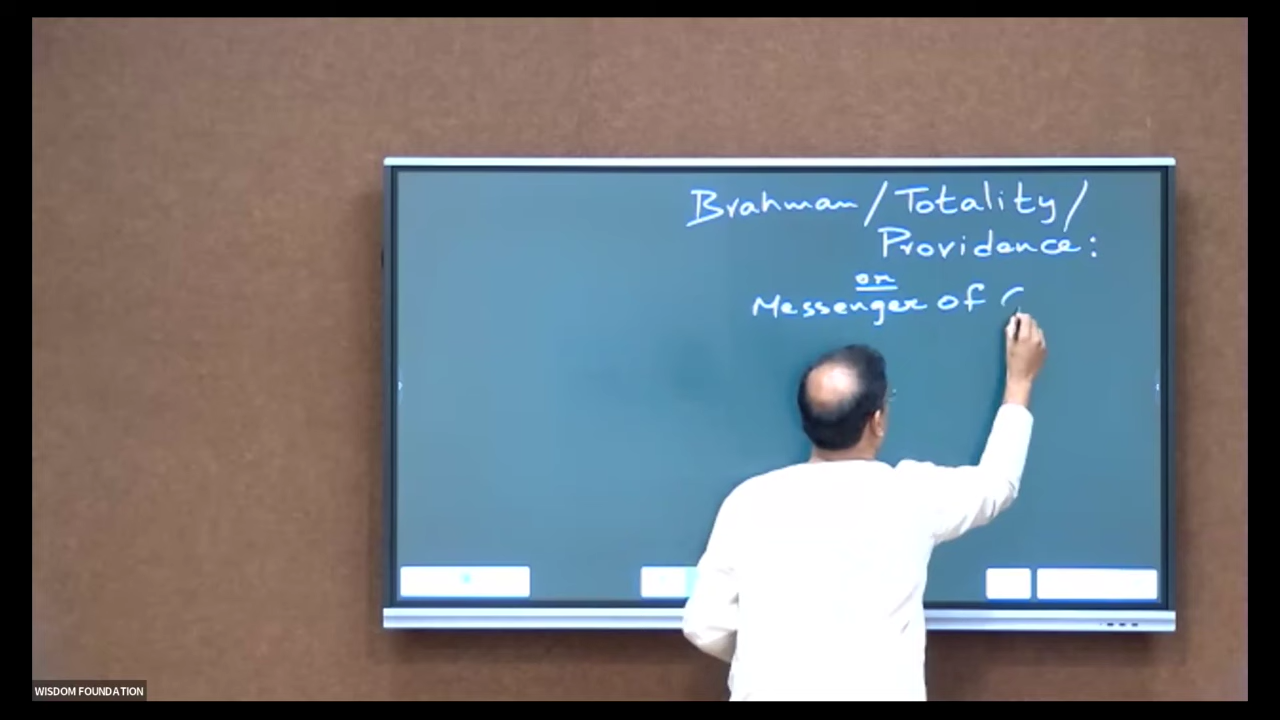 Brahman / Totality /
Providence:
or
Messenger of
WISDOM FOUNDATION